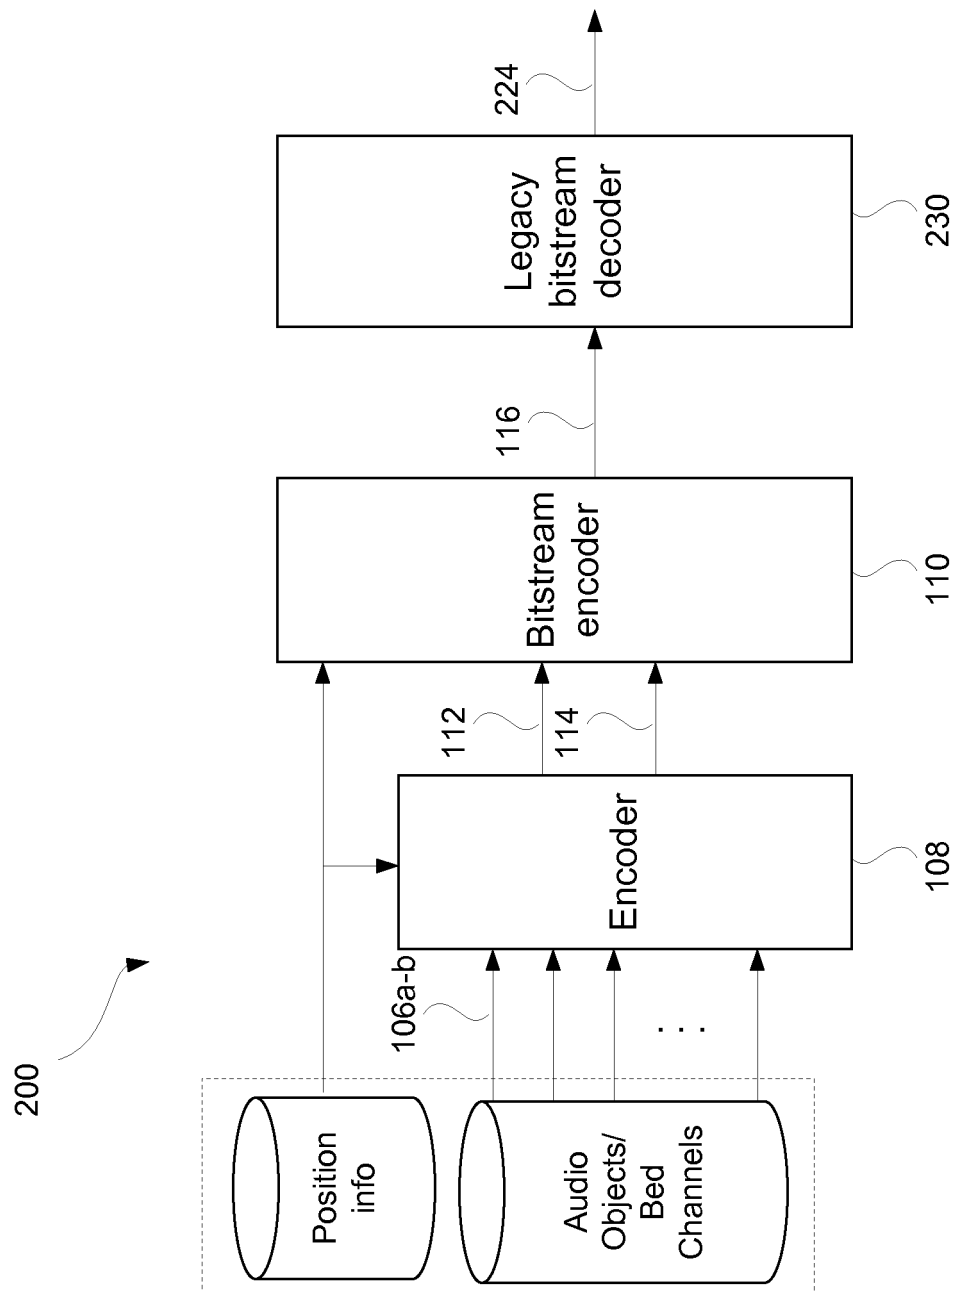 200
Position
info
Audio
Objects/
Bed
Channels
106a-b
. . .
Encoder
108
112
114
Bitstream
encoder
110
116
Legacy
bitstream
decoder
230
224